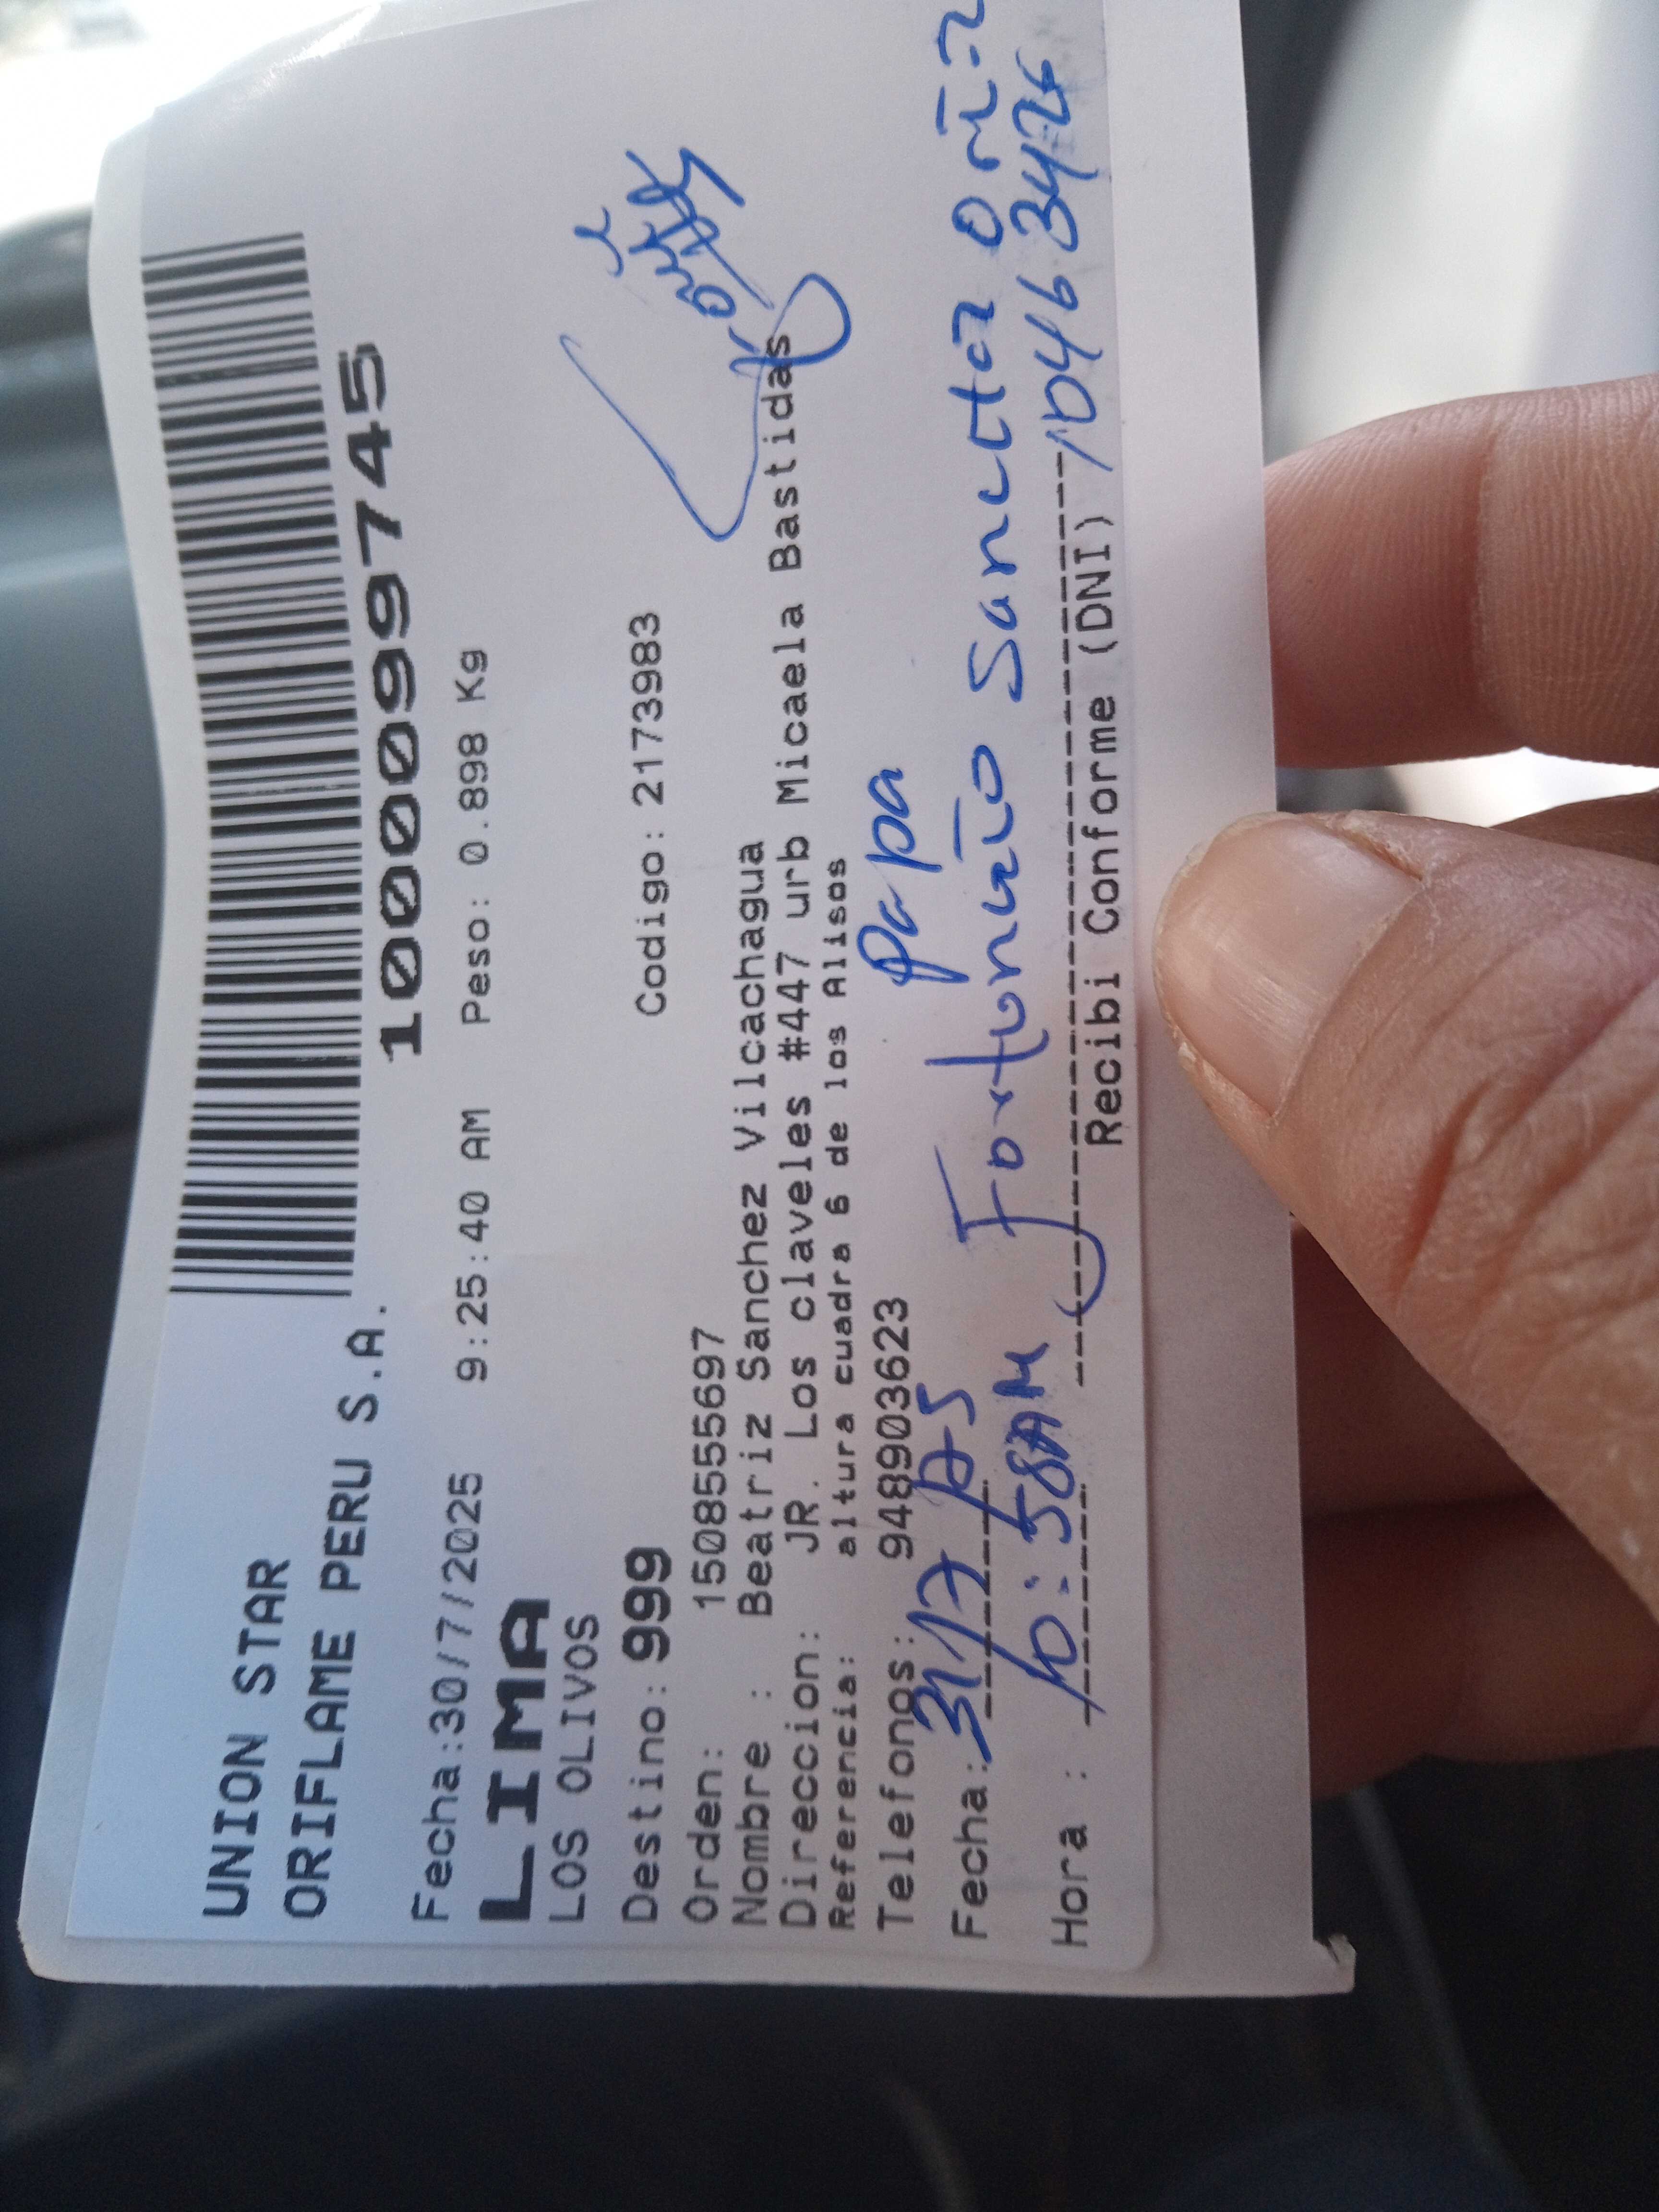 UNION STAR
ORIFLAME PERU S.A.
1000099745
Fecha:30/7/2025 9:25:40 AM Peso: 0.898 Kg
LIMA
LOS OLIVOS
Destino: 999 Codigo: 2173983
Orden: 1508555697
Nombre : Beatriz Sanchez Vilcachagua
Direccion: JR. Los claveles #447 urb Micaela Bastidas
Referencia: altura cuadra 6 de los Alisos
Telefonos: 948903623
papa
Fecha: 31/7
Fortunato Sanchez
Hora : 10:58AM 10463426
Recibi Conforme (DNI)